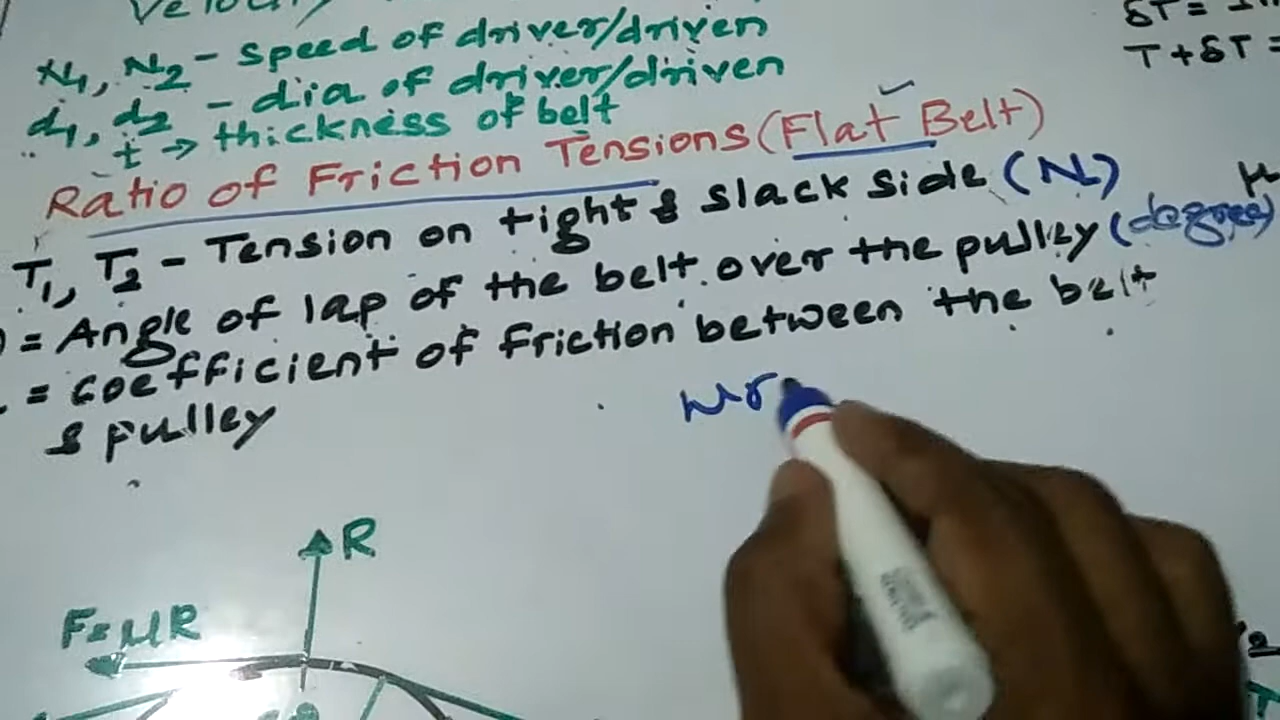 Velocity
N1, N2 - speed of driver/driven
d1, d2 - dia of driver/driven
t → thickness of belt
δT =
T + δT =
Ratio of Friction Tensions (Flat Belt)
T1, T2 - Tension on tight & slack side (N)
= Angle of lap of the belt over the pulley (degree)
μ
= coefficient of friction between the belt
& pulley
μ
R
F = μR